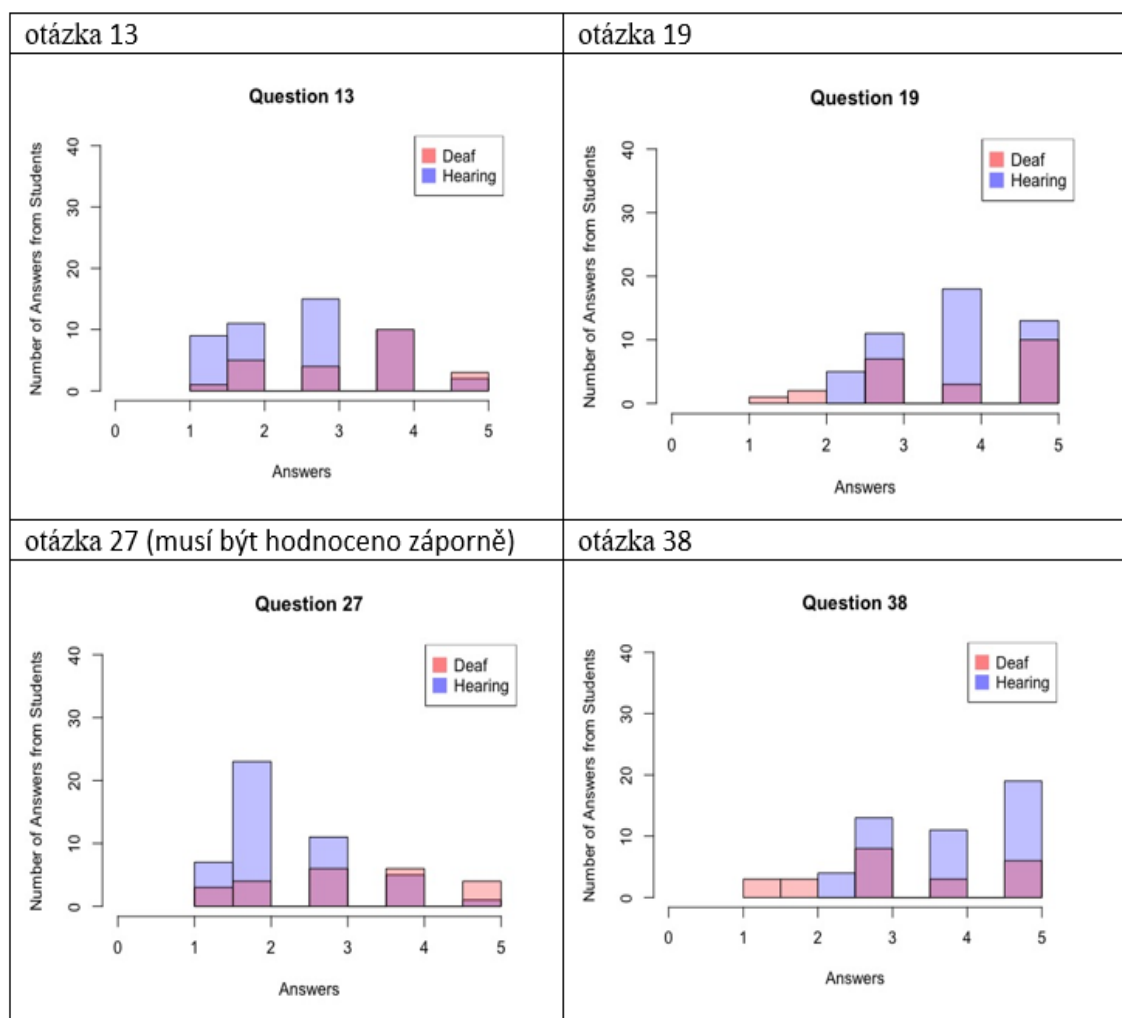 otázka 13
otázka 19
Question 13
Number of Answers from Students
40
30
20
10
0
Deaf
Hearing
0 1 2 3 4 5
Answers
Question 19
Number of Answers from Students
40
30
20
10
0
Deaf
Hearing
0 1 2 3 4 5
Answers
otázka 27 (musí být hodnoceno záporně)
otázka 38
Question 27
Number of Answers from Students
40
30
20
10
0
Deaf
Hearing
0 1 2 3 4 5
Answers
Question 38
Number of Answers from Students
40
30
20
10
0
Deaf
Hearing
0 1 2 3 4 5
Answers